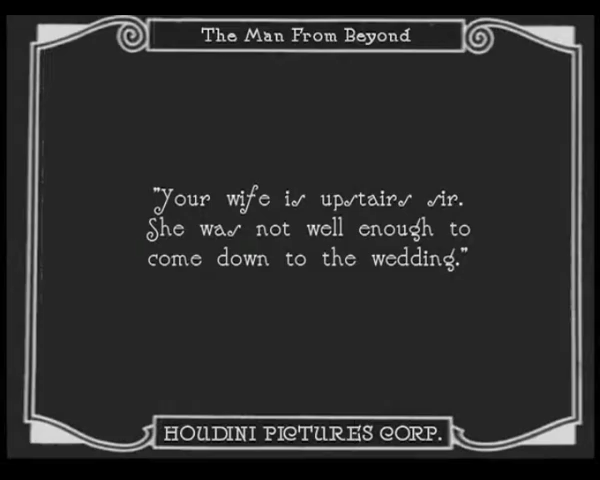 The Man From Beyond
"Your wife is upstairs sir.
She was not well enough to
come down to the wedding."
HOUDINI PICTURES CORP.